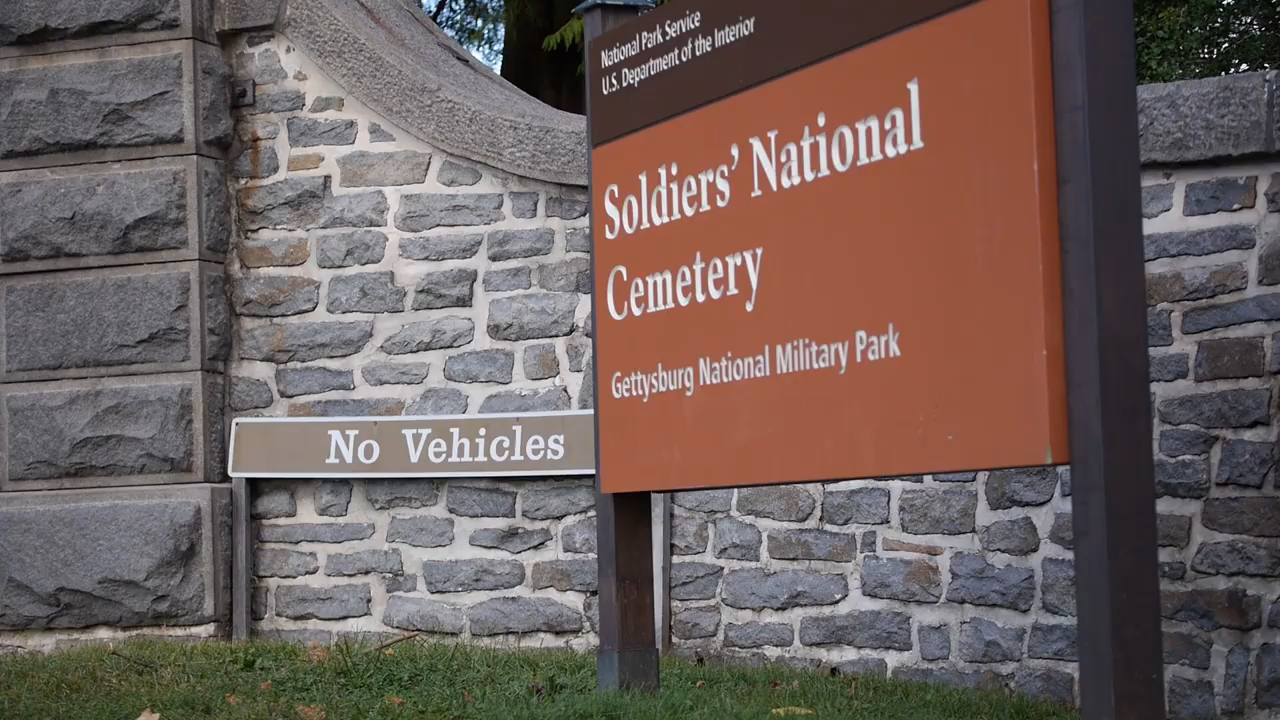 National Park Service
U.S. Department of the Interior
Soldiers' National
Cemetery
Gettysburg National Military Park
No Vehicles